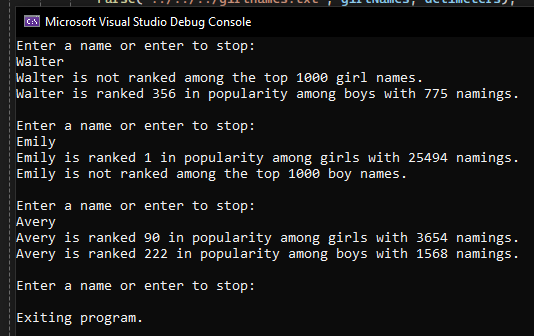 Parse("../../../girlnames.txt", girlNames, delimeters);
Microsoft Visual Studio Debug Console
Enter a name or enter to stop:
Walter
Walter is not ranked among the top 1000 girl names.
Walter is ranked 356 in popularity among boys with 775 namings.
Enter a name or enter to stop:
Emily
Emily is ranked 1 in popularity among girls with 25494 namings.
Emily is not ranked among the top 1000 boy names.
Enter a name or enter to stop:
Avery
Avery is ranked 90 in popularity among girls with 3654 namings.
Avery is ranked 222 in popularity among boys with 1568 namings.
Enter a name or enter to stop:
Exiting program.